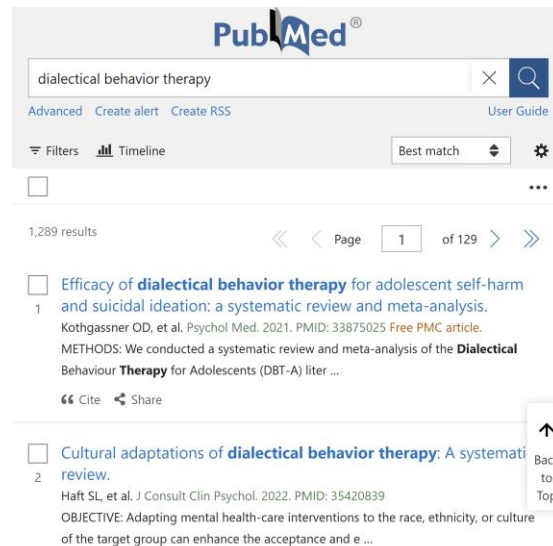 PubMed®
dialectical behavior therapy
Advanced Create alert Create RSS User Guide
Filters Timeline Best match
1,289 results Page 1 of 129
Efficacy of dialectical behavior therapy for adolescent self-harm
1 and suicidal ideation: a systematic review and meta-analysis.
Kothgassner OD, et al. Psychol Med. 2021. PMID: 33875025 Free PMC article.
METHODS: We conducted a systematic review and meta-analysis of the Dialectical
Behaviour Therapy for Adolescents (DBT-A) liter ...
Cite Share
Cultural adaptations of dialectical behavior therapy: A systemati
2 review.
Haft SL, et al. J Consult Clin Psychol. 2022. PMID: 35420839
OBJECTIVE: Adapting mental health-care interventions to the race, ethnicity, or culture
of the target group can enhance the acceptance and e ...
Bac
to
Top